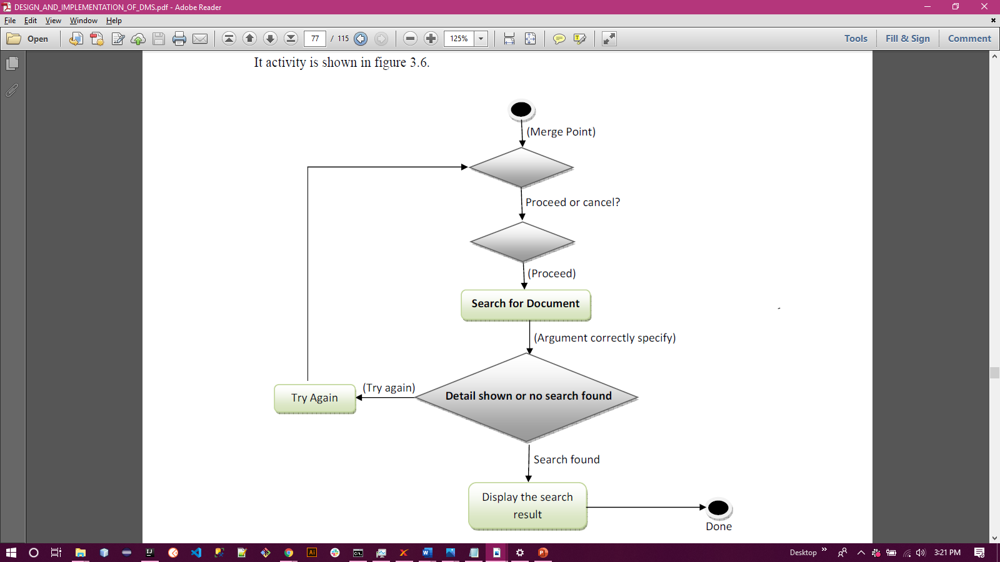 DESIGN_AND_IMPLEMENTATION_OF_DMS.pdf - Adobe Reader
File Edit View Window Help
Open 77 / 115 125% Tools Fill & Sign Comment
It activity is shown in figure 3.6.
(Merge Point)
Proceed or cancel?
(Proceed)
Search for Document
(Argument correctly specify)
(Try again)
Try Again
Detail shown or no search found
Search found
Display the search
result
Done
Desktop 3:21 PM